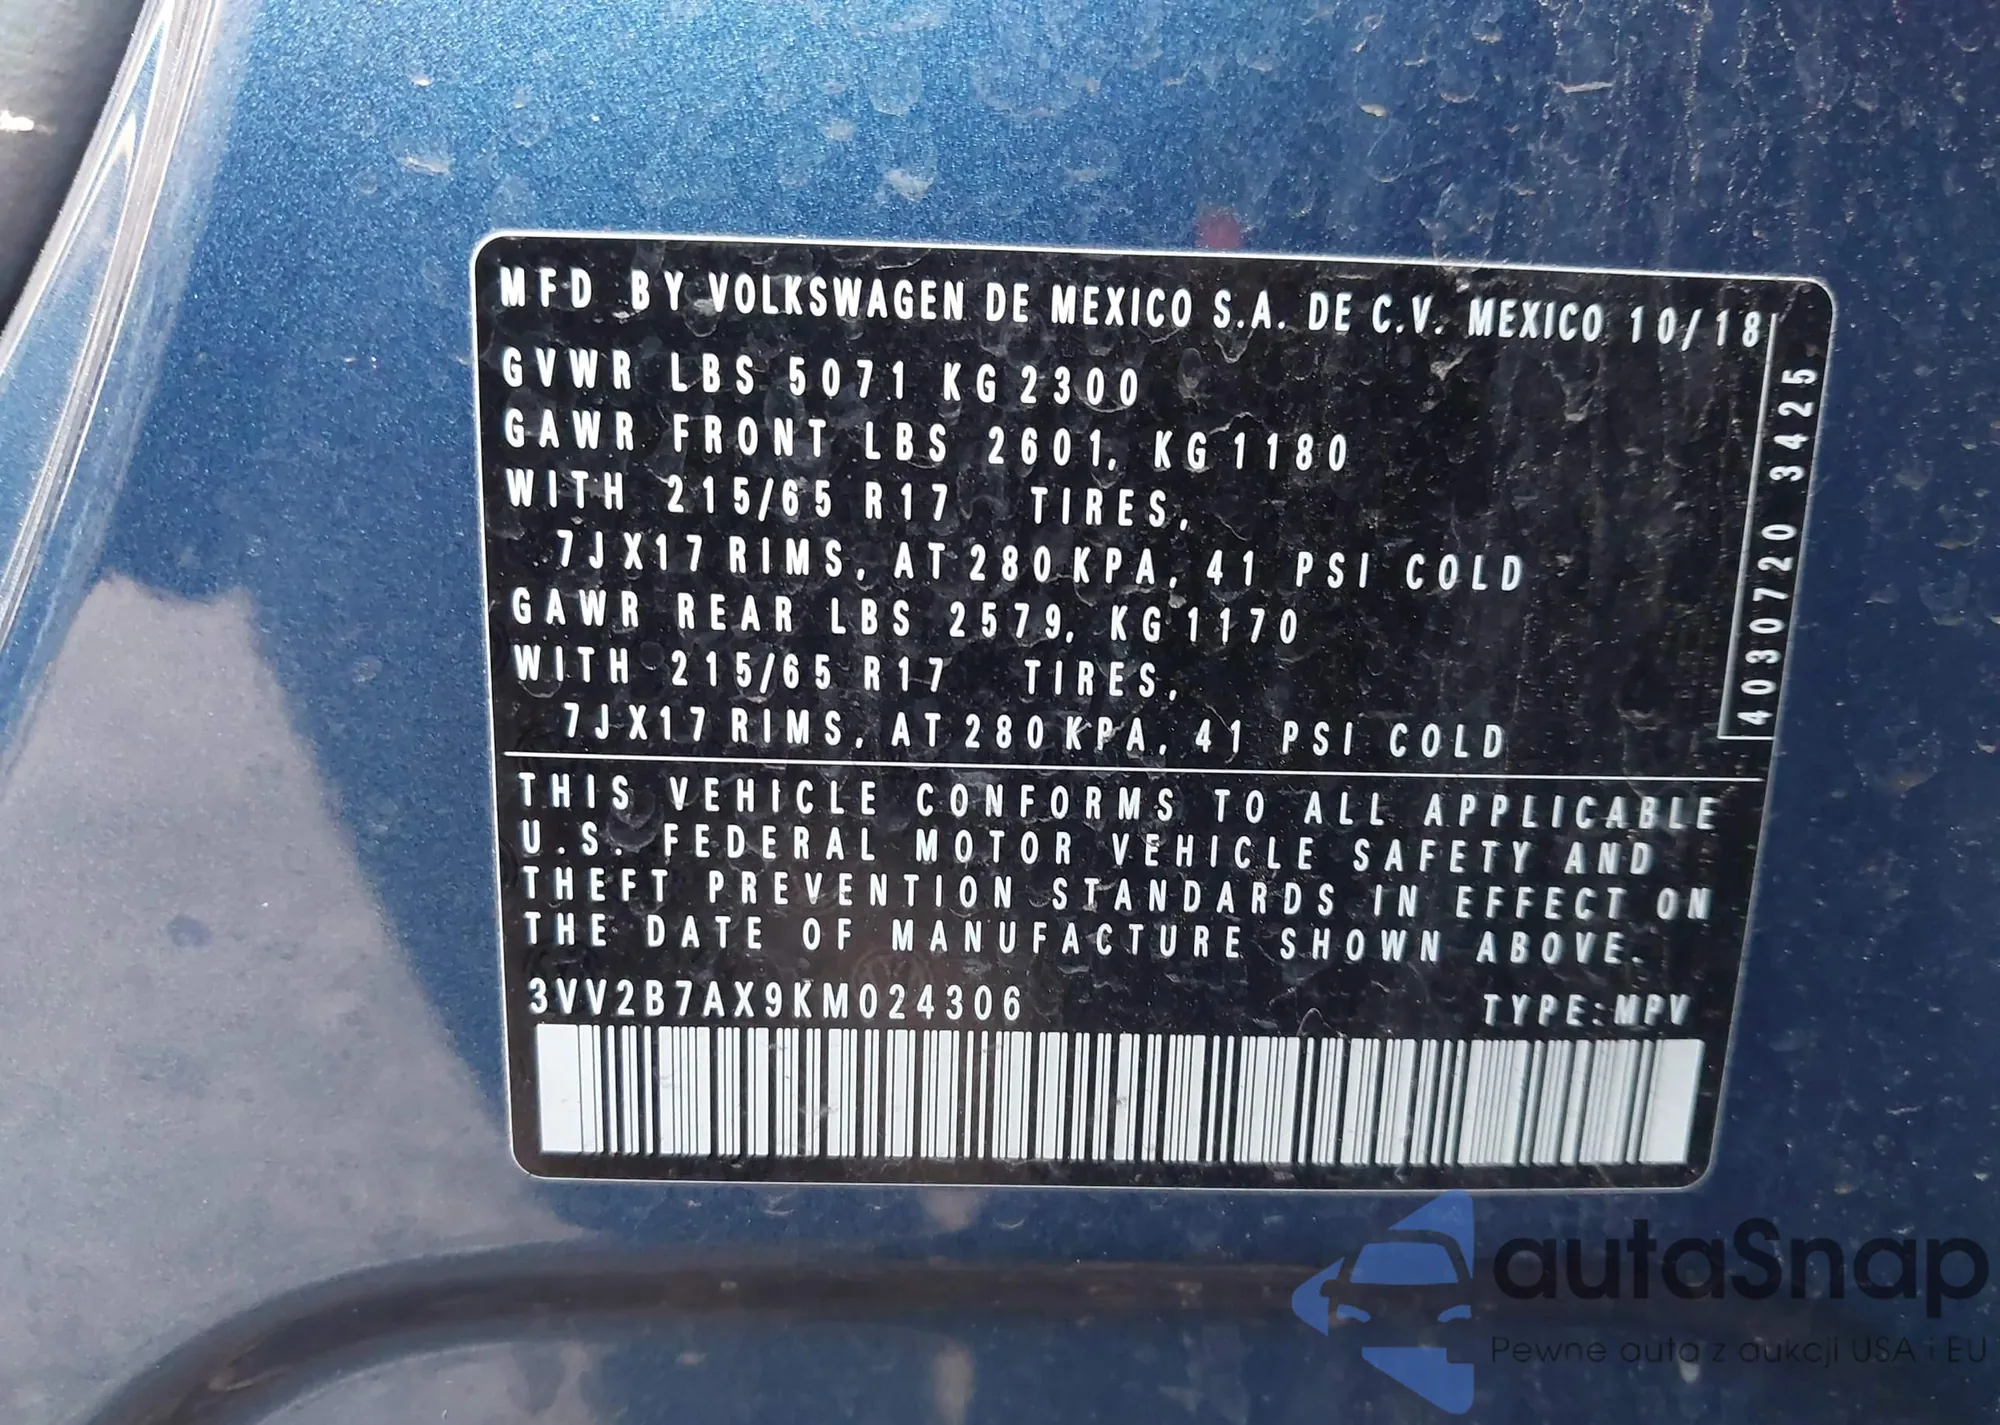 MFD BY VOLKSWAGEN DE MEXICO S.A. DE C.V. MEXICO 10/18
GVWR LBS 5071 KG 2300
GAWR FRONT LBS 2601, KG 1180
WITH 215/65 R17 TIRES,
7JX17 RIMS, AT 280 KPA, 41 PSI COLD
GAWR REAR LBS 2579, KG 1170
WITH 215/65 R17 TIRES,
7JX17 RIMS, AT 280 KPA, 41 PSI COLD
4030720 3425
THIS VEHICLE CONFORMS TO ALL APPLICABLE
U.S. FEDERAL MOTOR VEHICLE SAFETY AND
THEFT PREVENTION STANDARDS IN EFFECT ON
THE DATE OF MANUFACTURE SHOWN ABOVE.
3VV2B7AX9KM024306 TYPE:MPV
autaSnap
Pewne auta z aukcji USA i EU